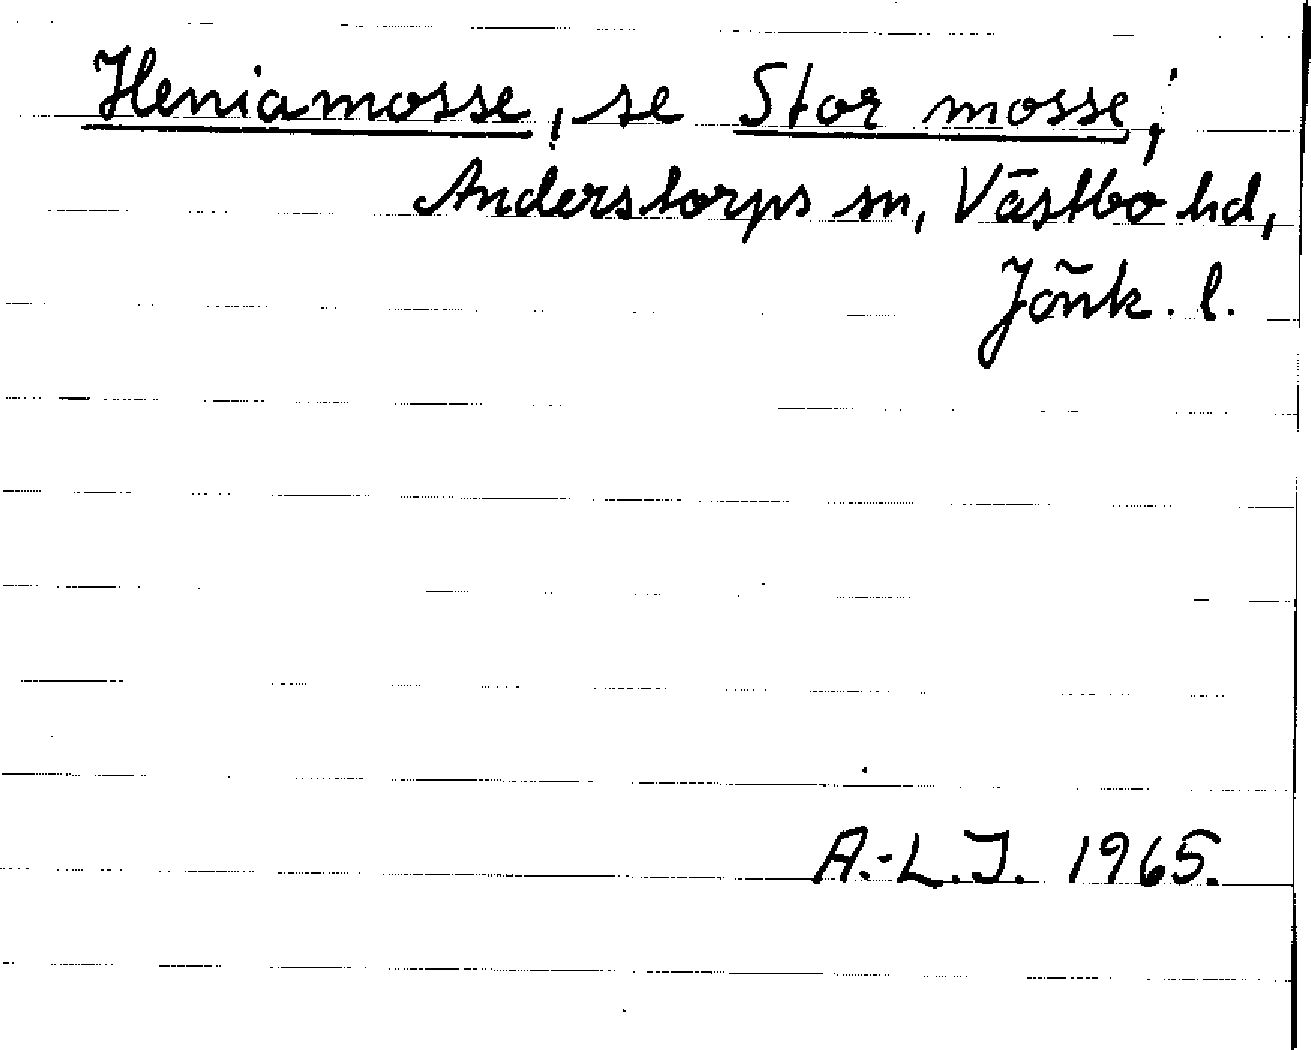 Heniamosse, se Stor mosse,
Anderstorps sn, Västbo hd,
Jönk. l.
A.-L.J. 1965.